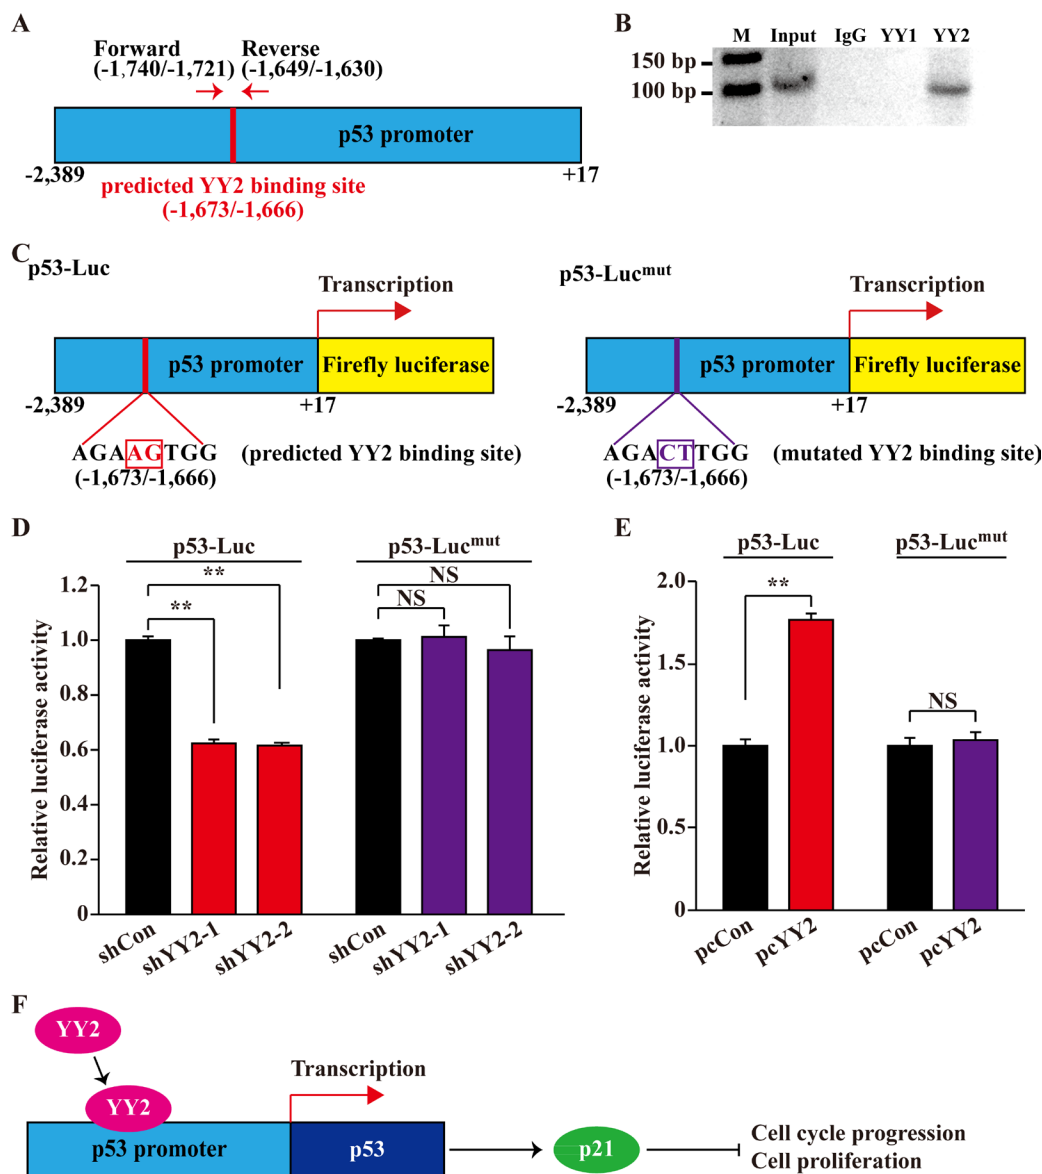 A
Forward Reverse
(-1,740/-1,721) (-1,649/-1,630)
p53 promoter
-2,389 +17
predicted YY2 binding site
(-1,673/-1,666)
B
M Input IgG YY1 YY2
150 bp
100 bp
C
p53-Luc
Transcription
p53 promoter Firefly luciferase
-2,389 +17
AGAAGTGG (predicted YY2 binding site)
(-1,673/-1,666)
p53-Lucmut
Transcription
p53 promoter Firefly luciferase
-2,389 +17
AGACTTGG (mutated YY2 binding site)
(-1,673/-1,666)
D
p53-Luc p53-Lucmut
Relative luciferase activity
1.2
1.0
0.8
0.6
0.4
0.2
0
**
**
NS
NS
shCon shYY2-1 shYY2-2 shCon shYY2-1 shYY2-2
E
p53-Luc p53-Lucmut
Relative luciferase activity
2.0
1.5
1.0
0.5
0
**
NS
pcCon pcYY2 pcCon pcYY2
F
YY2
YY2
Transcription
p53 promoter p53 p21
Cell cycle progression
Cell proliferation